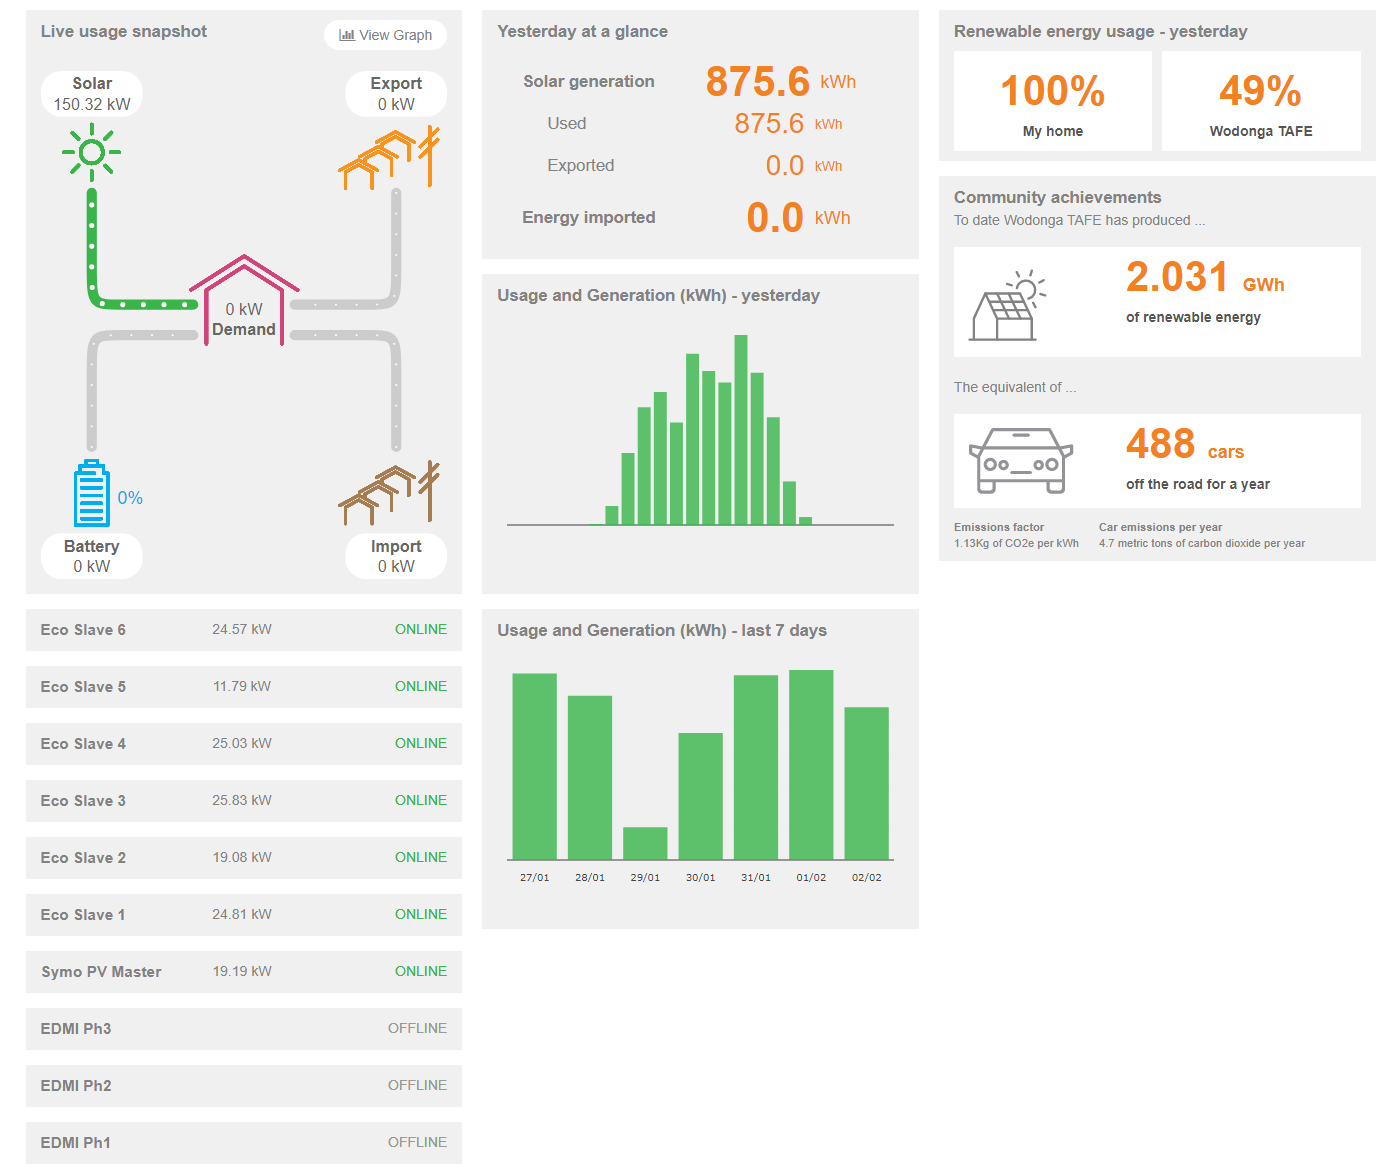 Live usage snapshot
View Graph
Solar
150.32 kW
Export
0 kW
0 kW
Demand
0%
Battery
0 kW
Import
0 kW
Eco Slave 6 24.57 kW ONLINE
Eco Slave 5 11.79 kW ONLINE
Eco Slave 4 25.03 kW ONLINE
Eco Slave 3 25.83 kW ONLINE
Eco Slave 2 19.08 kW ONLINE
Eco Slave 1 24.81 kW ONLINE
Symo PV Master 19.19 kW ONLINE
EDMI Ph3 OFFLINE
EDMI Ph2 OFFLINE
EDMI Ph1 OFFLINE
Yesterday at a glance
Solar generation 875.6 kWh
Used 875.6 kWh
Exported 0.0 kWh
Energy imported 0.0 kWh
Usage and Generation (kWh) - yesterday
Usage and Generation (kWh) - last 7 days
27/01 28/01 29/01 30/01 31/01 01/02 02/02
Renewable energy usage - yesterday
100%
My home
49%
Wodonga TAFE
Community achievements
To date Wodonga TAFE has produced ...
2.031 GWh
of renewable energy
The equivalent of ...
488 cars
off the road for a year
Emissions factor
1.13Kg of CO2e per kWh
Car emissions per year
4.7 metric tons of carbon dioxide per year